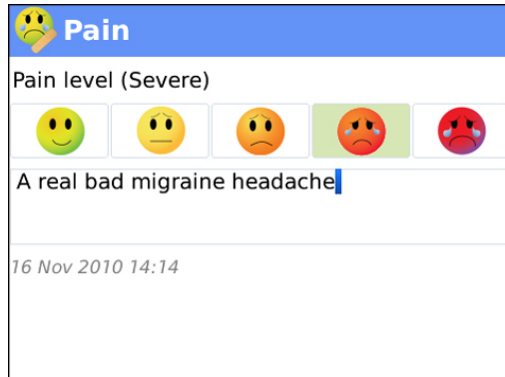 Pain
Pain level (Severe)
A real bad migraine headache
16 Nov 2010 14:14